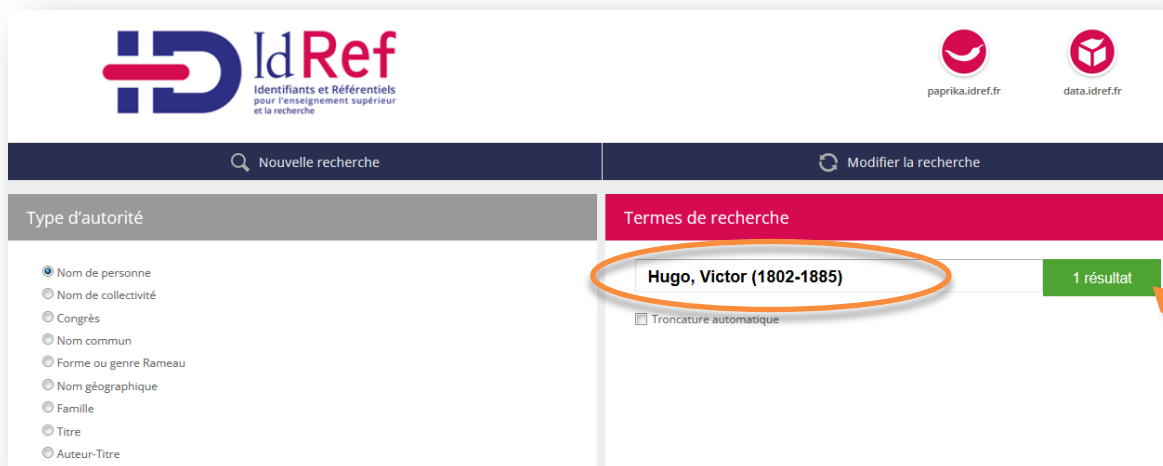 ID IdRef
Identifiants et Référentiels
pour l'enseignement supérieur
et la recherche
paprika.idref.fr
data.idref.fr
Nouvelle recherche
Modifier la recherche
Type d'autorité
Nom de personne
Nom de collectivité
Congrès
Nom commun
Forme ou genre Rameau
Nom géographique
Famille
Titre
Auteur-Titre
Termes de recherche
Hugo, Victor (1802-1885)
1 résultat
Troncature automatique